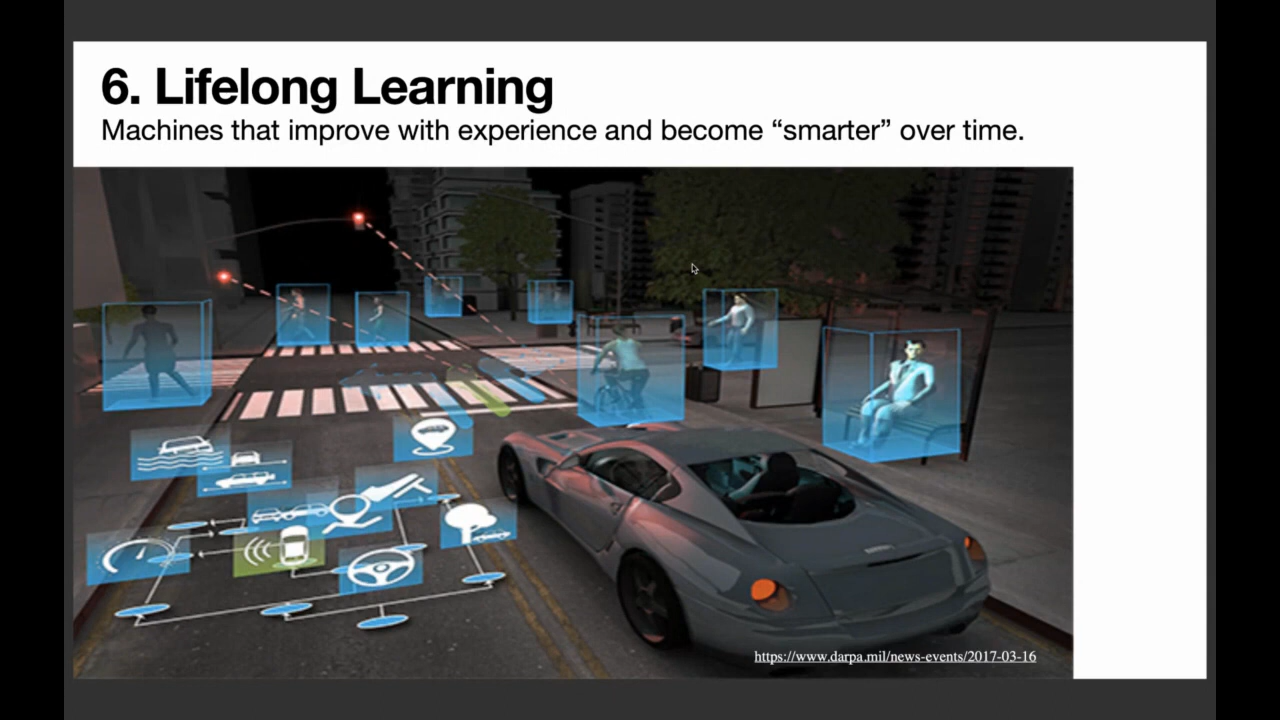 6. Lifelong Learning
Machines that improve with experience and become “smarter” over time.
https://www.darpa.mil/news-events/2017-03-16